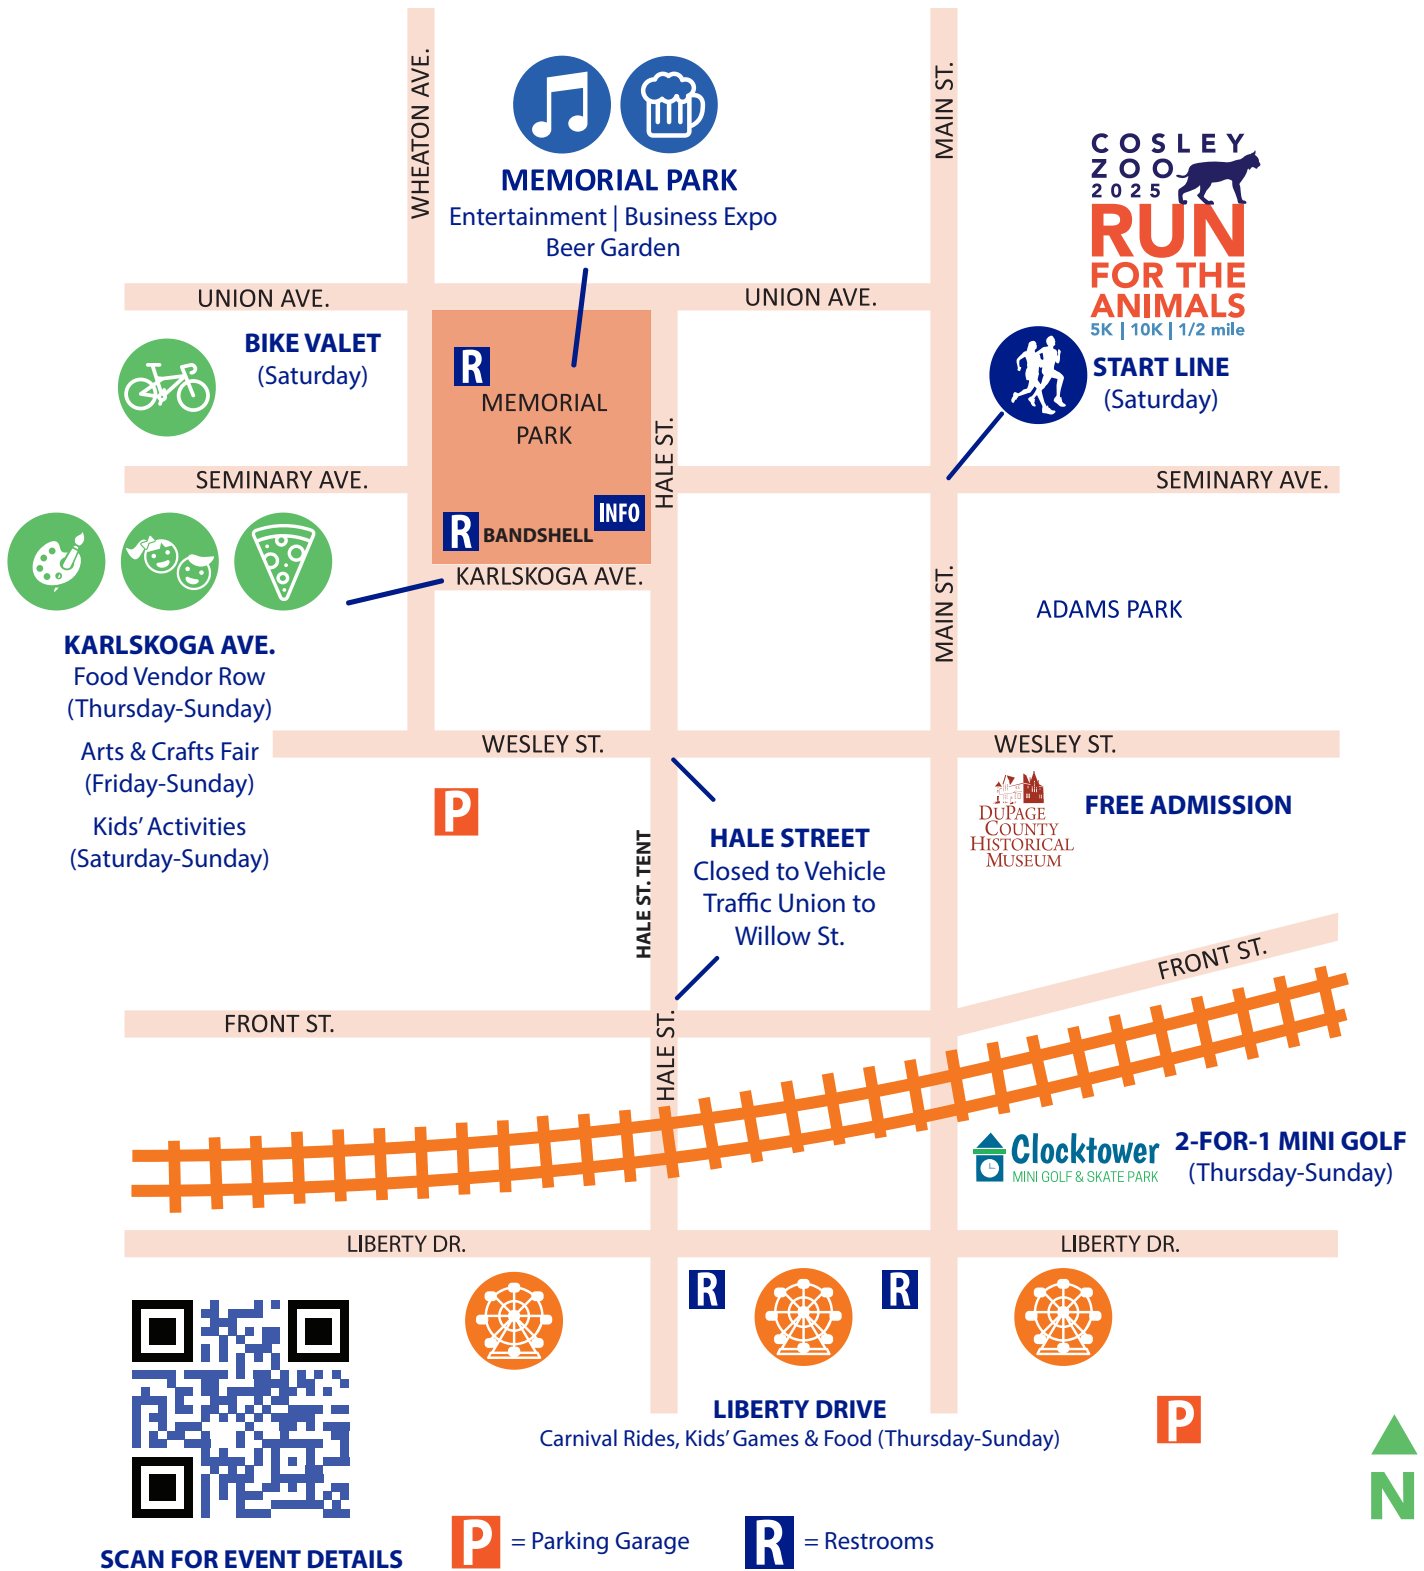 WHEATON AVE.
MAIN ST.
MEMORIAL PARK
Entertainment | Business Expo
Beer Garden
COSLEY
ZOO
2025
RUN
FOR THE
ANIMALS
5K | 10K | 1/2 mile
UNION AVE.
UNION AVE.
BIKE VALET
(Saturday)
START LINE
(Saturday)
R
MEMORIAL
PARK
HALE ST.
SEMINARY AVE.
SEMINARY AVE.
INFO
R
BANDSHELL
KARLSKOGA AVE.
MAIN ST.
ADAMS PARK
KARLSKOGA AVE.
Food Vendor Row
(Thursday-Sunday)
Arts & Crafts Fair
(Friday-Sunday)
Kids' Activities
(Saturday-Sunday)
WESLEY ST.
WESLEY ST.
P
HALE ST. TENT
HALE STREET
Closed to Vehicle
Traffic Union to
Willow St.
DUPAGE
COUNTY
HISTORICAL
MUSEUM
FREE ADMISSION
FRONT ST.
FRONT ST.
HALE ST.
Clocktower
MINI GOLF & SKATE PARK
2-FOR-1 MINI GOLF
(Thursday-Sunday)
LIBERTY DR.
LIBERTY DR.
R
R
LIBERTY DRIVE
Carnival Rides, Kids' Games & Food (Thursday-Sunday)
P
N
P = Parking Garage
R = Restrooms
SCAN FOR EVENT DETAILS